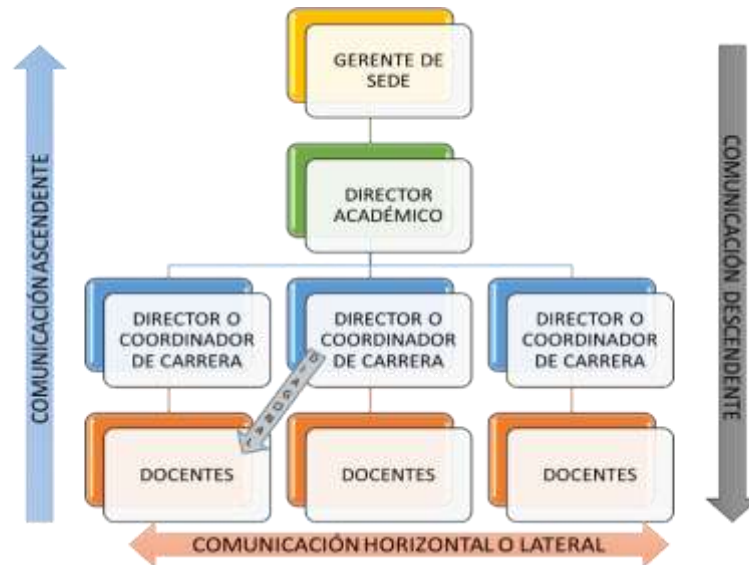 GERENTE DE
SEDE
COMUNICACIÓN ASCENDENTE
COMUNICACIÓN DESCENDENTE
DIRECTOR
ACADÉMICO
DIRECTOR O
COORDINADOR
DE CARRERA
DIRECTOR O
COORDINADOR
DE CARRERA
DIRECTOR O
COORDINADOR
DE CARRERA
DIAGONAL
DOCENTES
DOCENTES
DOCENTES
COMUNICACIÓN HORIZONTAL O LATERAL